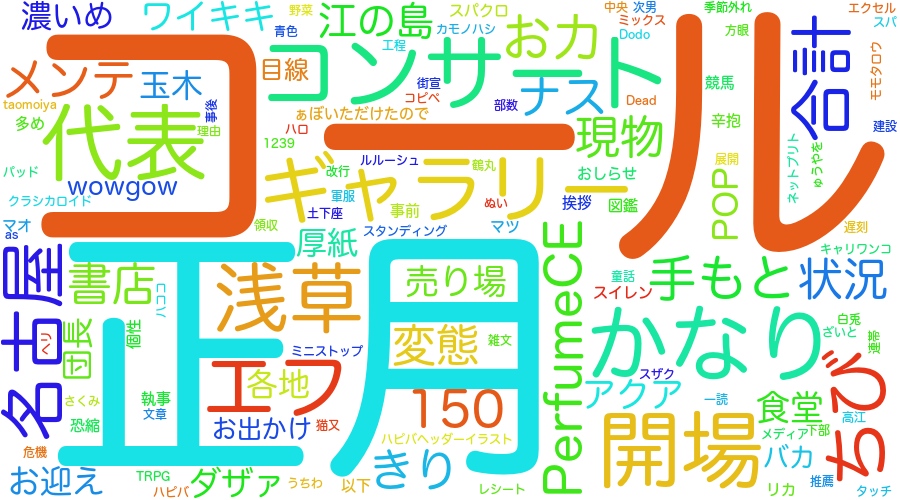 濃いめ
ワイキキ
野菜
青色
江の島
スパクロ
カモノハシ
中央
次男
ミックス
Dodo
季節外れ
方眼
エクセル
スパ
メンテ
taomoiya
玉木
事後
目線
コンサート
工程
街宣
コピペ
おカ
ナス
部数
Dead
競馬
合計
モモタロウ
コール
代表
多め
理由
ハロ
1239
ぁぼいただけたので
現物
辛抱
建設
パッド
wowgow
クラシカロイド
マオ
as
改行
ルルーシュ
鶴丸
ギャラリー
軍服
土下座
事前
ぬい
挨拶
おしらせ
図鑑
展開
POP
ネットプリント
ゅうやを
領収
スタンディング
マツ
遅刻
キャリワンコ
名古屋
書店
正月
厚紙
浅草
売り場
PerfumeCE
童話
スイレン
手もと
状況
ココハ
ヘリ
団長
個性
ミニストップ
変態
雑文
かなり
白兎
ざいと
連帯
さくみ
恐縮
執事
文章
エフ
各地
猫又
150
スザク
アクア
一読
ちび
食堂
高江
お出かけ
ハピバヘッダーイラスト
開場
メディア
下部
危機
お迎え
TRPG
ハピバ
ダザァ
うちわ
以下
きり
レシート
バカ
リカ
推薦
タッチ